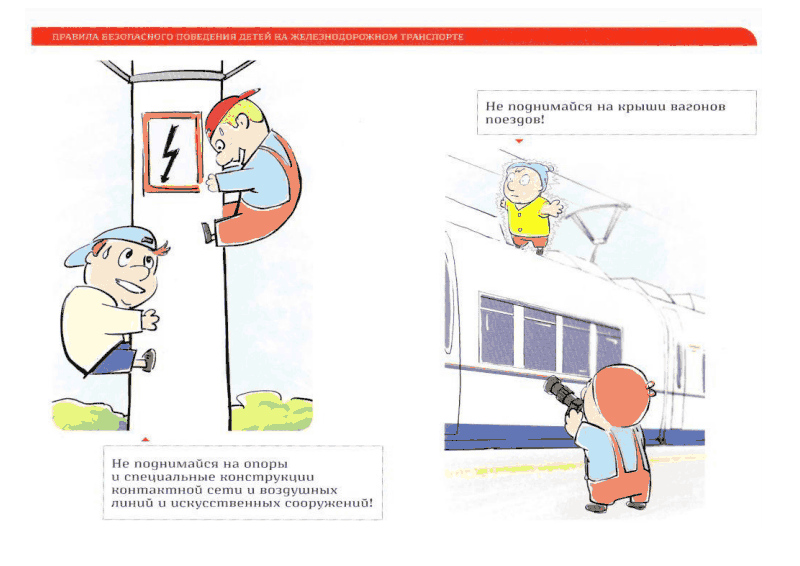 ПРАВИЛА БЕЗОПАСНОГО ПОВЕДЕНИЯ ДЕТЕЙ НА ЖЕЛЕЗНОДОРОЖНОМ ТРАНСПОРТЕ
Не поднимайся на крыши вагонов
поездов!
Не поднимайся на опоры
и специальные конструкции
контактной сети и воздушных
линий и искусственных сооружений!